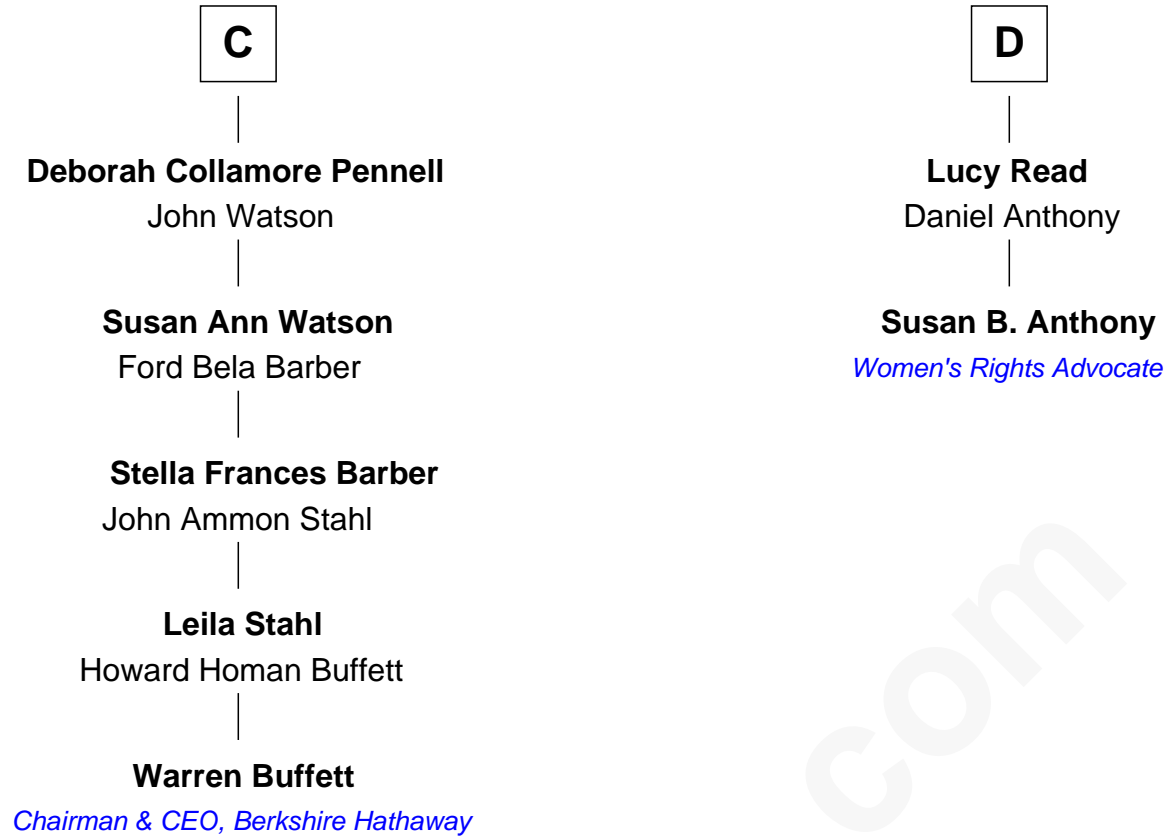 C
Deborah Collamore Pennell
John Watson
Susan Ann Watson
Ford Bela Barber
Stella Frances Barber
John Ammon Stahl
Leila Stahl
Howard Homan Buffett
Warren Buffett
Chairman & CEO, Berkshire Hathaway
D
Lucy Read
Daniel Anthony
Susan B. Anthony
Women's Rights Advocate
com